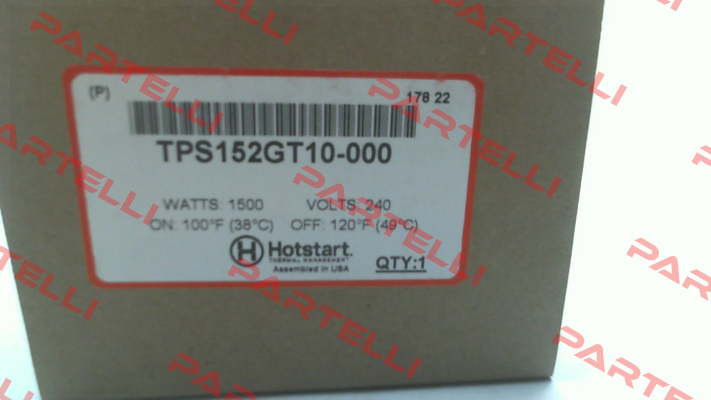 (P) 178 22
TPS152GT10-000
WATTS: 1500 VOLTS: 240
ON: 100°F (38°C) OFF: 120°F (49°C)
H Hotstart.
THERMAL MANAGEMENT
Assembled in USA
QTY:1
PARTELLI
PARTELLI
PARTELLI
PARTELLI
PARTELLI
PARTELLI
PARTELLI